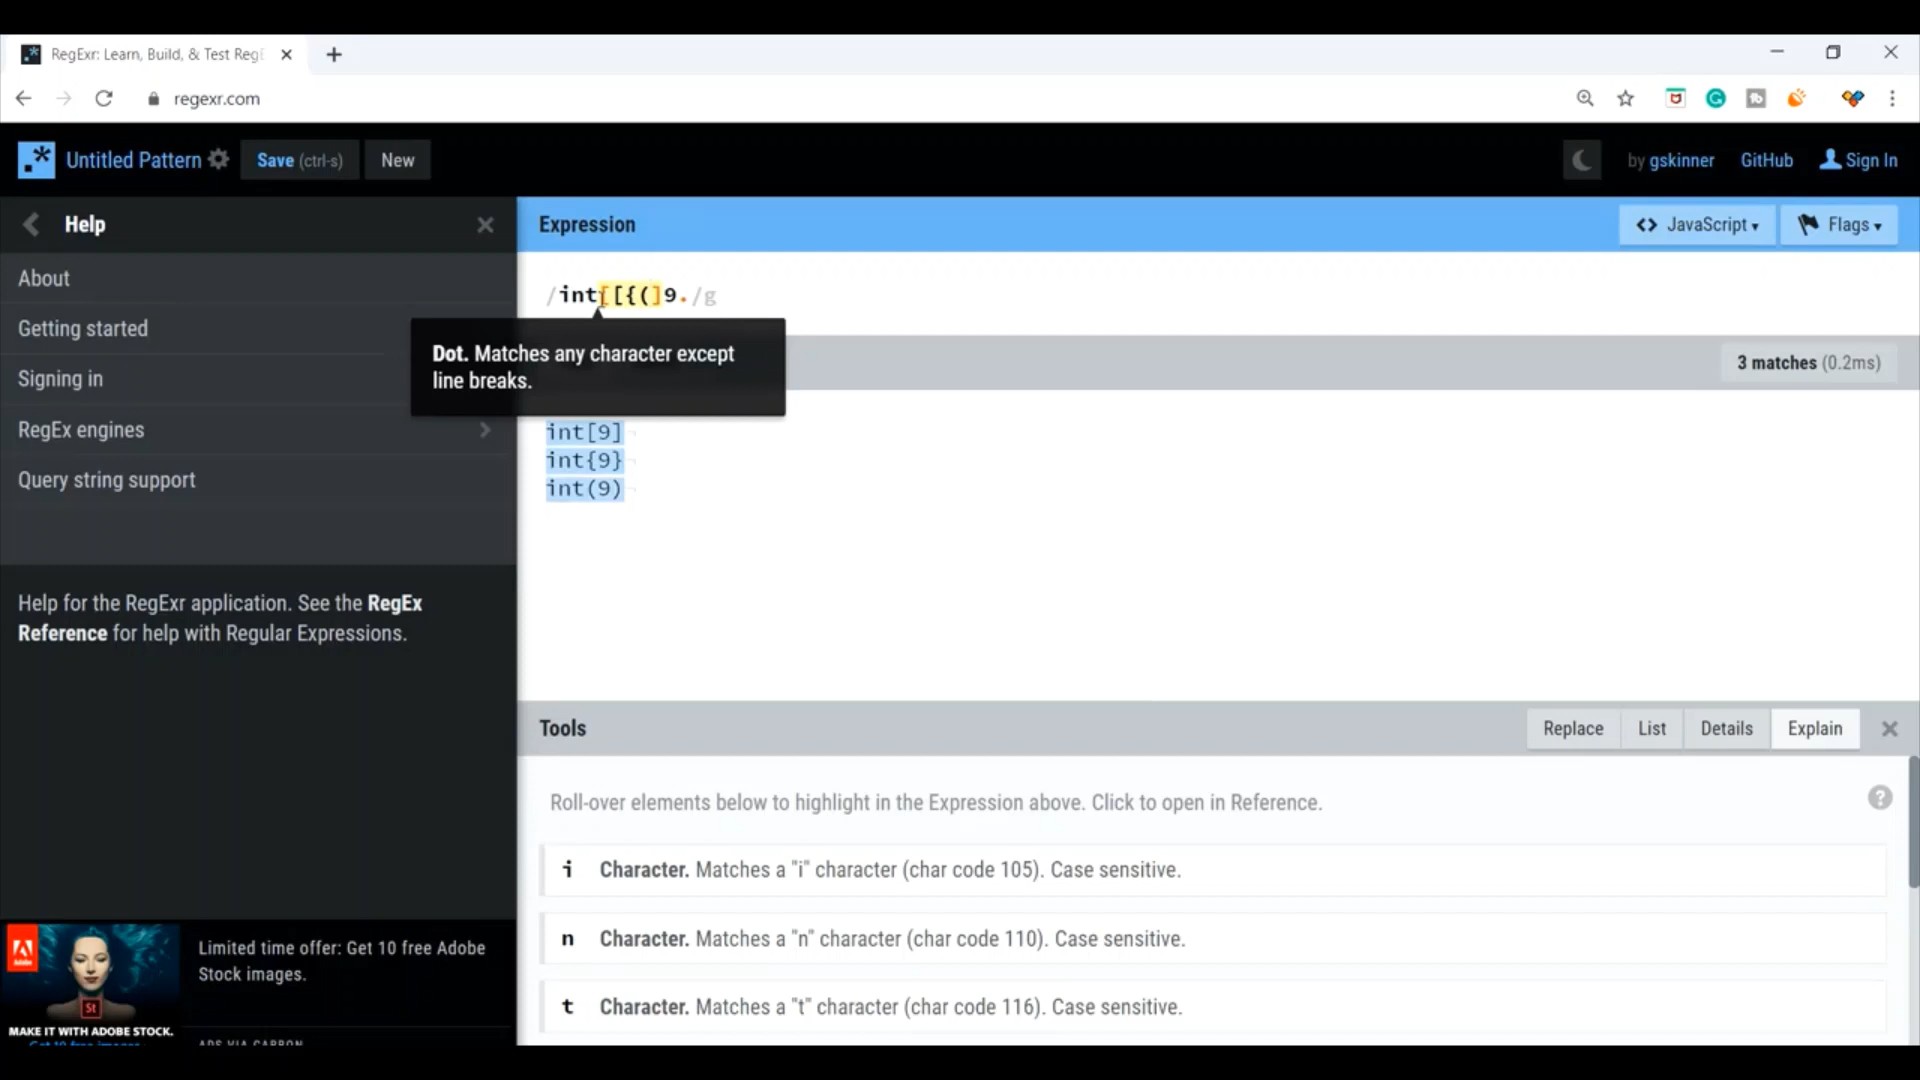 RegExr: Learn, Build, & Test RegE
regexr.com
Untitled Pattern
Save (ctrl-s)
New
by gskinner
GitHub
Sign In
Help
About
Getting started
Signing in
RegEx engines
Query string support
Help for the RegExr application. See the RegEx
Reference for help with Regular Expressions.
Limited time offer: Get 10 free Adobe
Stock images.
Adobe
St
MAKE IT WITH ADOBE STOCK.
ADS VIA CARBON
Expression
JavaScript
Flags
/int[[{(]9./g
Dot. Matches any character except
line breaks.
3 matches (0.2ms)
int[9]
int{9}
int(9)
Tools
Replace
List
Details
Explain
Roll-over elements below to highlight in the Expression above. Click to open in Reference.
?
i Character. Matches a "i" character (char code 105). Case sensitive.
n Character. Matches a "n" character (char code 110). Case sensitive.
t Character. Matches a "t" character (char code 116). Case sensitive.